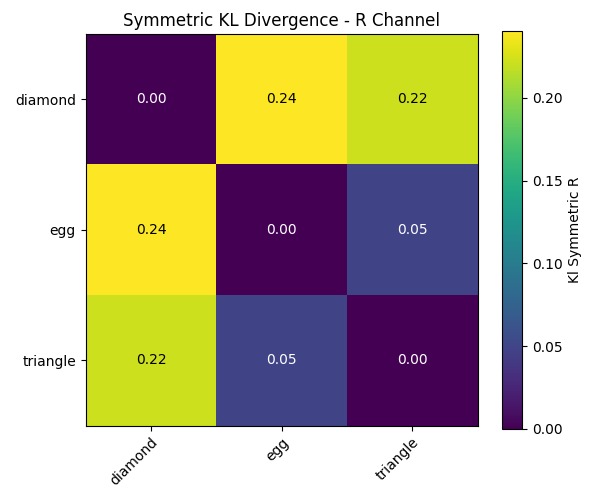 Symmetric KL Divergence - R Channel
diamond
0.00 0.24 0.22
egg
0.24 0.00 0.05
triangle
0.22 0.05 0.00
diamond egg triangle
0.20
0.15
0.10
0.05
0.00
Kl Symmetric R